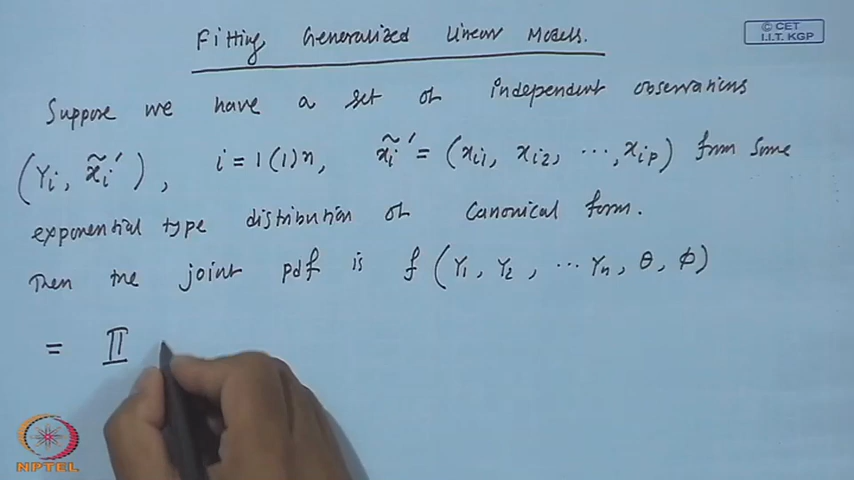 © CET
I.I.T. KGP
Fitting Generalized Linear Models.
Suppose we have a set of independent observations
(Yi, x̃i′), i = 1(1)n, x̃i′ = (xi1, xi2, ..., xip) from some
exponential type distribution of canonical form.
Then the joint pdf is f(Y1, Y2, ... Yn, θ, ϕ)
= Π
NPTEL